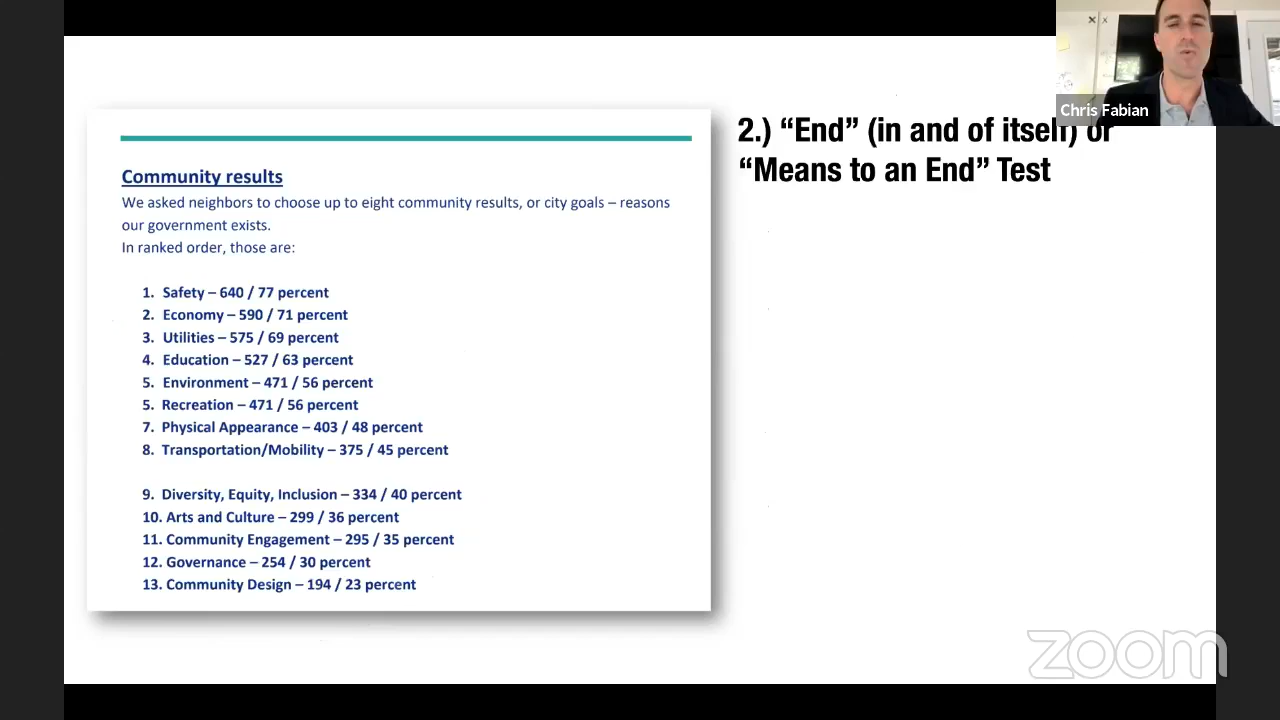 Chris Fabian
2.) “End” (in and of itself) or
“Means to an End” Test
Community results
We asked neighbors to choose up to eight community results, or city goals – reasons
our government exists.
In ranked order, those are:
1. Safety – 640 / 77 percent
2. Economy – 590 / 71 percent
3. Utilities – 575 / 69 percent
4. Education – 527 / 63 percent
5. Environment – 471 / 56 percent
5. Recreation – 471 / 56 percent
7. Physical Appearance – 403 / 48 percent
8. Transportation/Mobility – 375 / 45 percent
9. Diversity, Equity, Inclusion – 334 / 40 percent
10. Arts and Culture – 299 / 36 percent
11. Community Engagement – 295 / 35 percent
12. Governance – 254 / 30 percent
13. Community Design – 194 / 23 percent
zoom